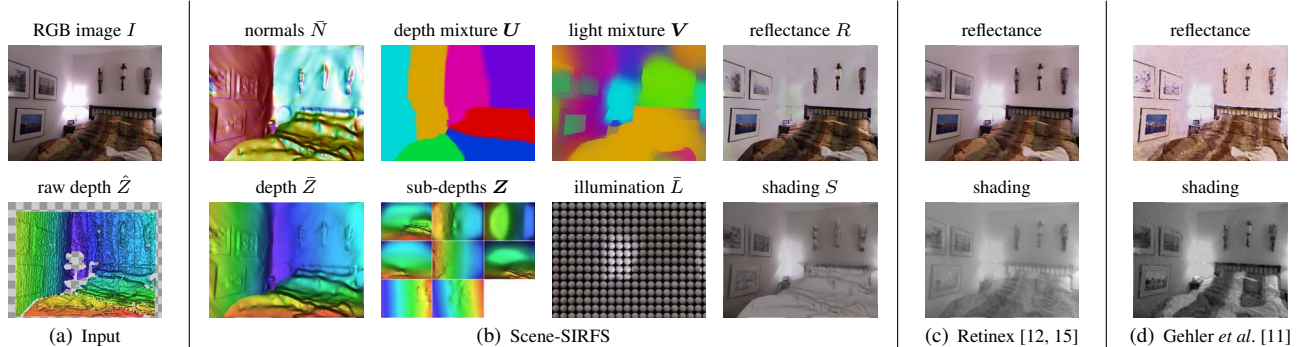 RGB image I
normals N̄
depth mixture U
light mixture V
reflectance R
reflectance
reflectance
raw depth Ẑ
depth Z̄
sub-depths Z
illumination L̄
shading S
shading
shading
(a) Input
(b) Scene-SIRFS
(c) Retinex [12, 15]
(d) Gehler et al. [11]